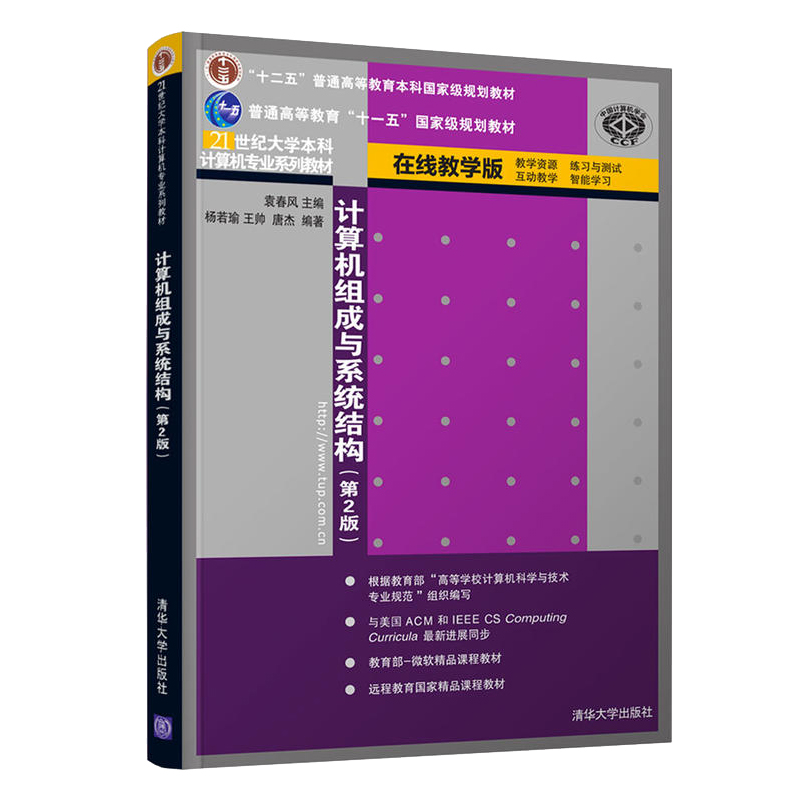 21世纪大学本科计算机专业系列教材
计算机组成与系统结构(第2版)
清华大学出版社
“十二五”普通高等教育本科国家级规划教材
十一五
普通高等教育“十一五”国家级规划教材
21世纪大学本科
计算机专业系列教材
中国计算机学会
CCF
在线教学版
教学资源 练习与测试
互动教学 智能学习
袁春风 主编
杨若瑜 王帅 唐杰 编著
计算机组成与系统结构(第2版)
http://www.tup.com.cn
根据教育部“高等学校计算机科学与技术
专业规范”组织编写
与美国 ACM 和 IEEE CS Computing
Curricula 最新进展同步
教育部-微软精品课程教材
远程教育国家精品课程教材
清华大学出版社